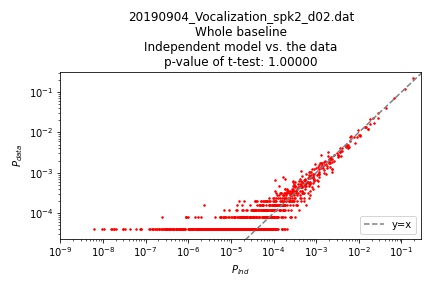 20190904_Vocalization_spk2_d02.dat
Whole baseline
Independent model vs. the data
p-value of t-test: 1.00000
10⁻¹
10⁻²
10⁻³
10⁻⁴
P_data
10⁻⁹ 10⁻⁸ 10⁻⁷ 10⁻⁶ 10⁻⁵ 10⁻⁴ 10⁻³ 10⁻² 10⁻¹
P_ind
y=x